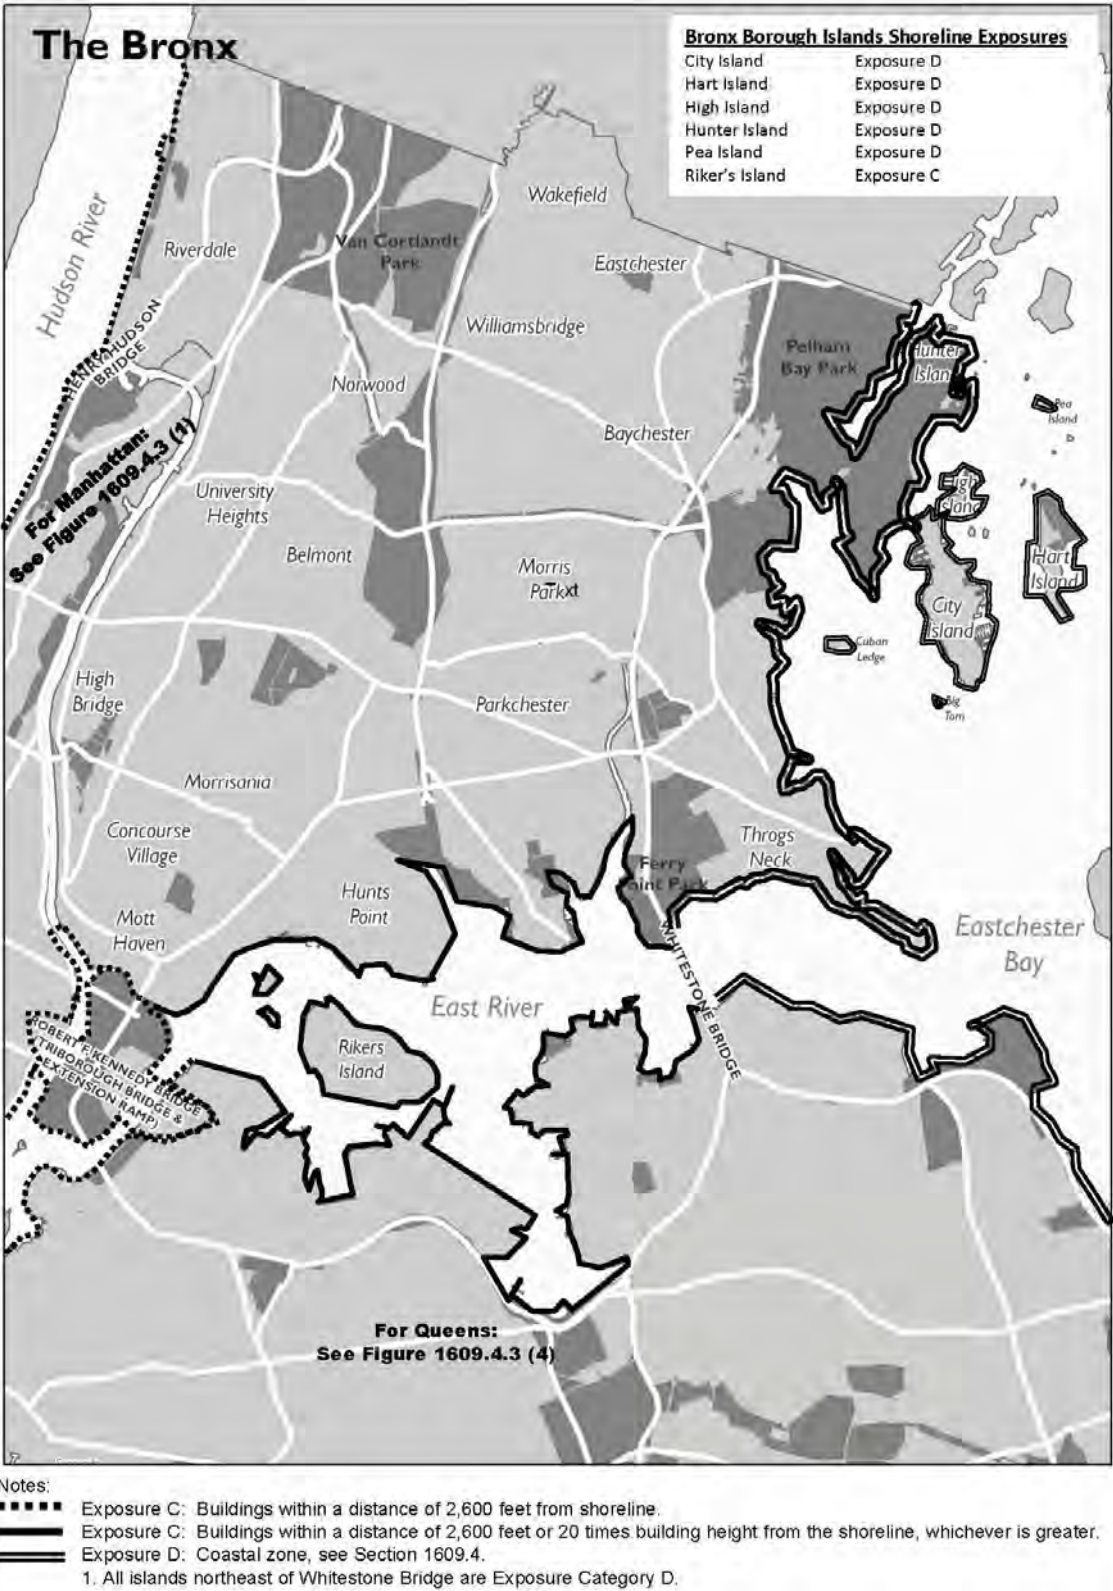 The Bronx
Bronx Borough Islands Shoreline Exposures
City Island Exposure D
Hart Island Exposure D
High Island Exposure D
Hunter Island Exposure D
Pea Island Exposure D
Riker's Island Exposure C
Wakefield
Hudson River
Riverdale
Van Cortlandt
Park
Eastchester
Williamsbridge
HENRY HUDSON
BRIDGE
Pelham
Bay Park
Hunter
Islan
Norwood
Pea
Island
Baychester
For Manhattan:
See Figure 1609.4.3 (1)
University
Heights
High
Island
Belmont
Morris
Parkxt
Hart
Island
City
Island
Cuban
Ledge
High
Bridge
Parkchester
Big
Tom
Morrisania
Concourse
Village
Throgs
Neck
Ferry
oint Park
Hunts
Point
Mott
Haven
WHITESTONE BRIDGE
Eastchester
Bay
East River
ROBERT F KENNEDY BRIDGE
(TRIBOROUGH BRIDGE &
EXTENSION RAMP)
Rikers
Island
For Queens:
See Figure 1609.4.3 (4)
Notes:
Exposure C: Buildings within a distance of 2,600 feet from shoreline.
Exposure C: Buildings within a distance of 2,600 feet or 20 times building height from the shoreline, whichever is greater.
Exposure D: Coastal zone, see Section 1609.4.
1. All islands northeast of Whitestone Bridge are Exposure Category D.